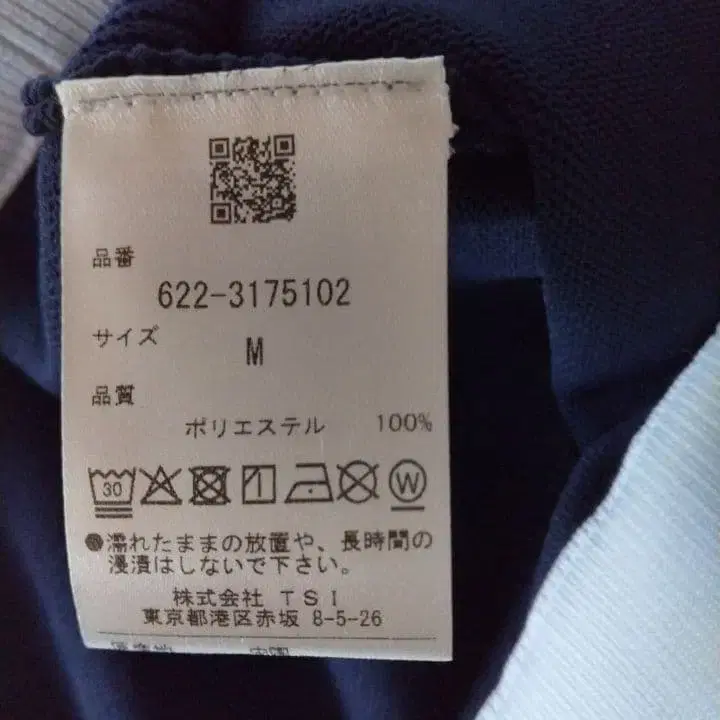 品番
622-3175102
サイズ
M
品質
ポリエステル 100%
30 W
●濡れたままの放置や、長時間の
浸漬はしないで下さい。
株式会社 TSI
東京都港区赤坂 8-5-26